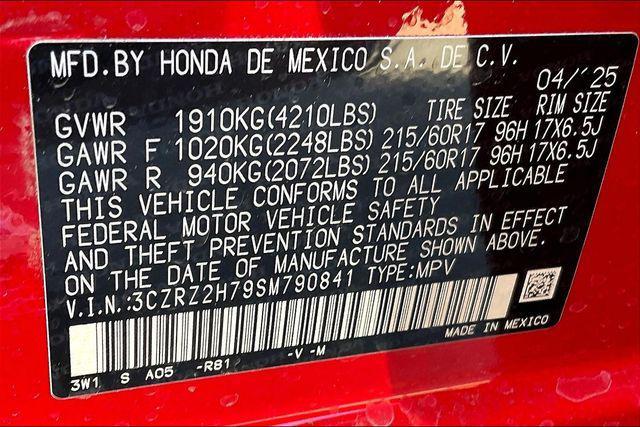 MFD.BY HONDA DE MEXICO S.A. DE C.V.
04/'25
TIRE SIZE RIM SIZE
GVWR 1910KG(4210LBS)
GAWR F 1020KG(2248LBS) 215/60R17 96H 17X6.5J
GAWR R 940KG(2072LBS) 215/60R17 96H 17X6.5J
THIS VEHICLE CONFORMS TO ALL APPLICABLE
FEDERAL MOTOR VEHICLE SAFETY
AND THEFT PREVENTION STANDARDS IN EFFECT
ON THE DATE OF MANUFACTURE SHOWN ABOVE.
V.I.N.:3CZRZ2H79SM790841 TYPE:MPV
MADE IN MEXICO
3W1 S A05 -R81 -V -M